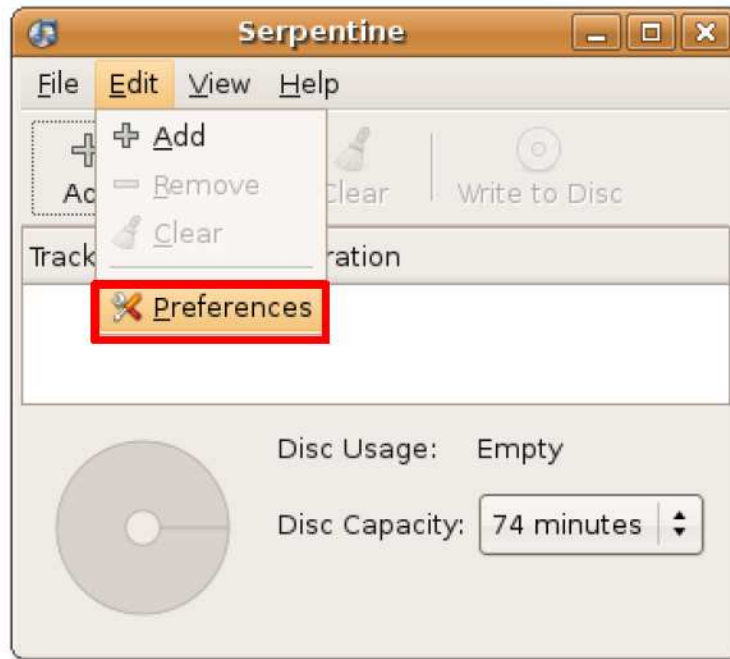 Serpentine
File Edit View Help
Add
Remove
Clear
Preferences
Clear Write to Disc
Track
Disc Usage: Empty
Disc Capacity: 74 minutes